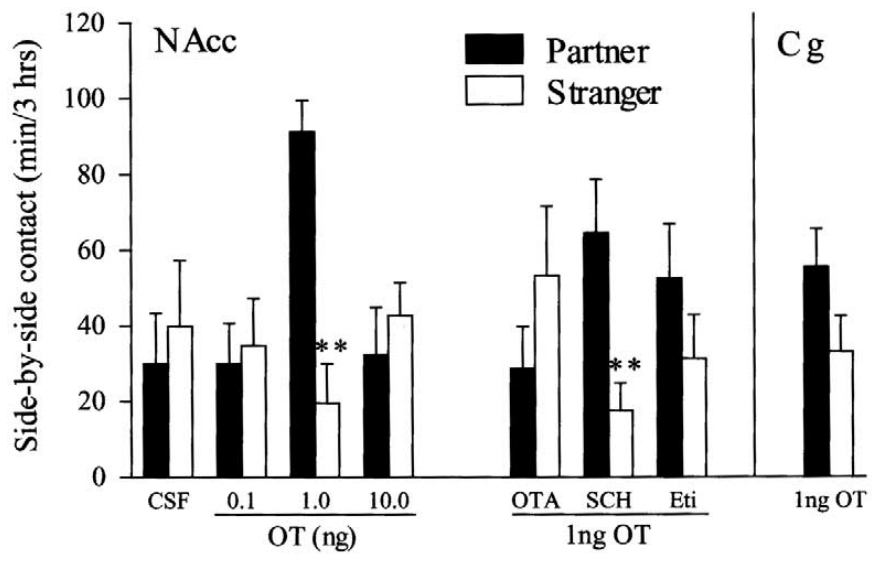 Side-by-side contact (min/3 hrs)
120
100
80
60
40
20
0
NAcc
Partner
Stranger
Cg
**
**
CSF
0.1
1.0
10.0
OTA
SCH
Eti
1ng OT
OT (ng)
1ng OT